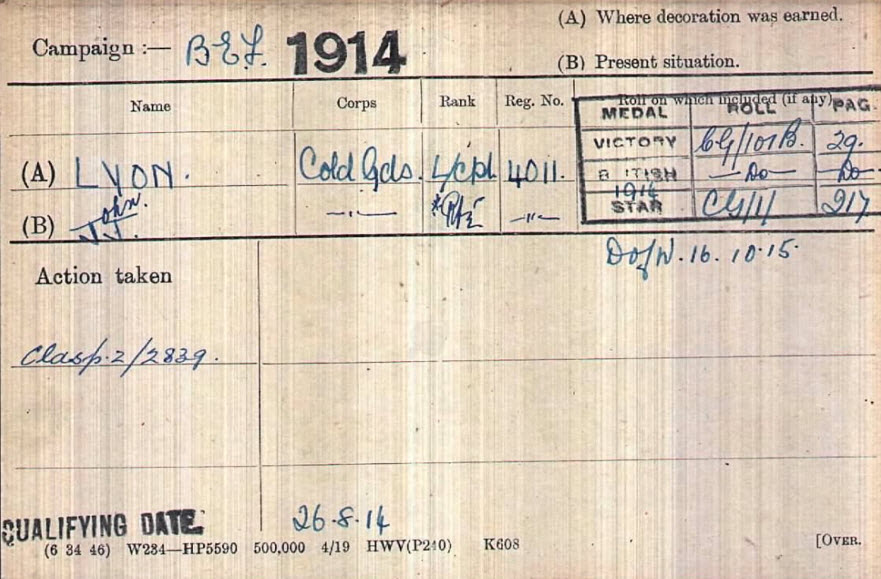 (A) Where decoration was earned.
Campaign :— B.E.F. 1914
(B) Present situation.
Name Corps Rank Reg. No. Roll on which included (if any)
MEDAL ROLL PAG.
VICTORY CG/101B. 29.
(A) LYON. Cold Gds. L/Cpl 4011.
B ITISH — Do — — Do —
1914 STAR CG/1/1 217
(B) J.J. John. —"— *Pte —"—
D of W. 16.10.15.
Action taken
Clasp. 2/2839.
QUALIFYING DATE. 26-8-14
(6 34 46) W234—HP5590 500,000 4/19 HWV(P240) K608 [OVER.